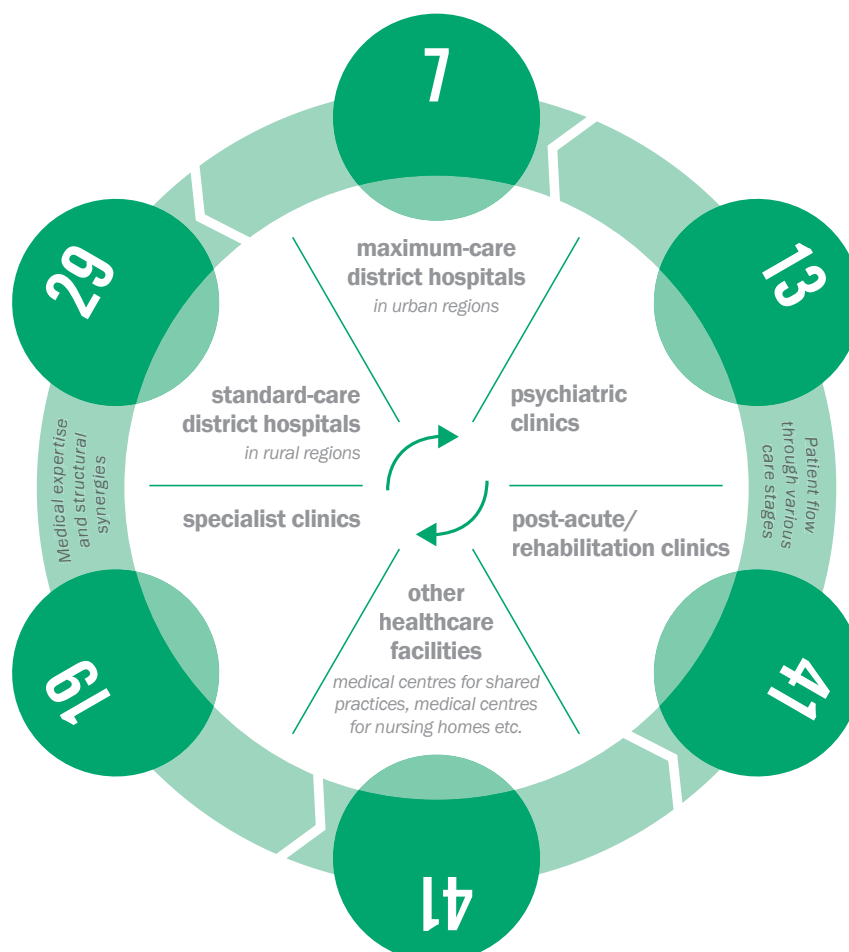 7
13
29
maximum-care
district hospitals
in urban regions
standard-care
district hospitals
in rural regions
psychiatric
clinics
Medical expertise
and structural
synergies
Patient flow
through various
care stages
specialist clinics
post-acute/
rehabilitation clinics
other
healthcare
facilities
medical centres for shared
practices, medical centres
for nursing homes etc.
19
41
41